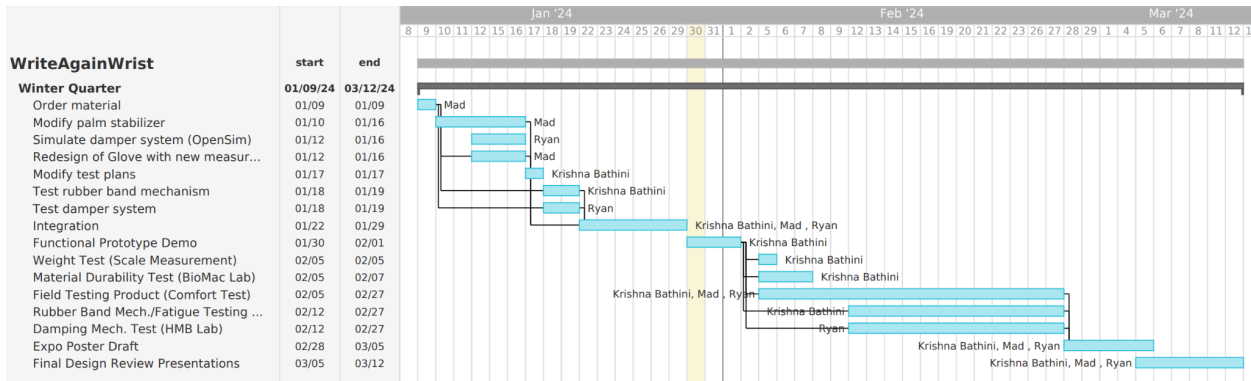 Jan '24 Feb '24 Mar '24
8 9 10 11 12 15 16 17 18 19 22 23 24 25 26 29 30 31 1 2 5 6 7 8 9 12 13 14 15 16 19 20 21 22 23 26 27 28 29 1 4 5 6 7 8 11 12 1
WriteAgainWrist start end
Winter Quarter 01/09/24 03/12/24
Order material 01/09 01/09 Mad
Modify palm stabilizer 01/10 01/16 Mad
Simulate damper system (OpenSim) 01/12 01/16 Ryan
Redesign of Glove with new measur... 01/12 01/16 Mad
Modify test plans 01/17 01/17 Krishna Bathini
Test rubber band mechanism 01/18 01/19 Krishna Bathini
Test damper system 01/18 01/19 Ryan
Integration 01/22 01/29 Krishna Bathini, Mad , Ryan
Functional Prototype Demo 01/30 02/01 Krishna Bathini
Weight Test (Scale Measurement) 02/05 02/05 Krishna Bathini
Material Durability Test (BioMac Lab) 02/05 02/07 Krishna Bathini
Field Testing Product (Comfort Test) 02/05 02/27 Krishna Bathini, Mad , Ryan
Rubber Band Mech./Fatigue Testing ... 02/12 02/27 Krishna Bathini
Damping Mech. Test (HMB Lab) 02/12 02/27 Ryan
Expo Poster Draft 02/28 03/05 Krishna Bathini, Mad , Ryan
Final Design Review Presentations 03/05 03/12 Krishna Bathini, Mad , Ryan